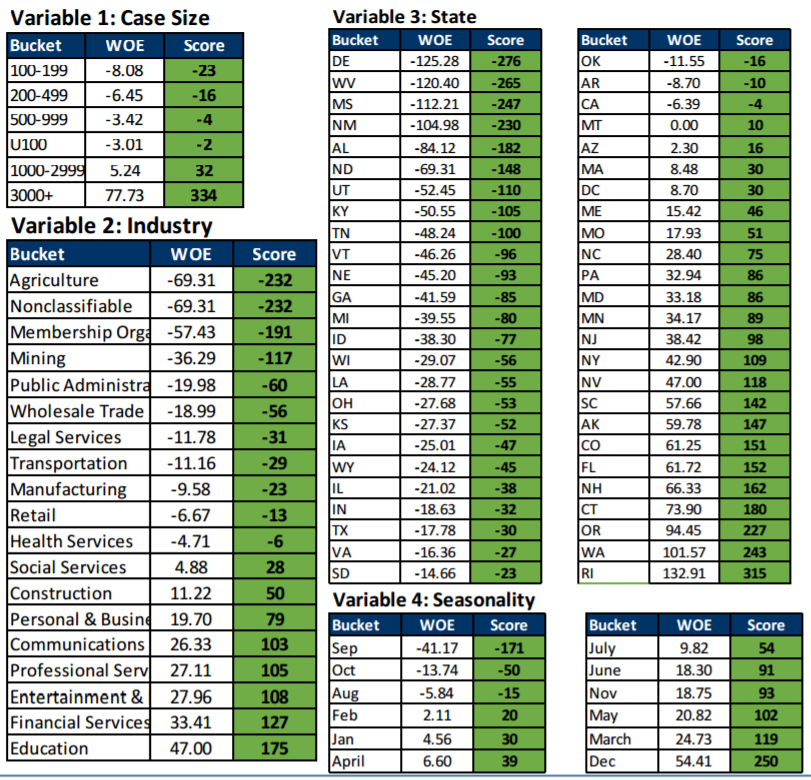 Variable 1: Case Size
Bucket WOE Score
100-199 -8.08 -23
200-499 -6.45 -16
500-999 -3.42 -4
U100 -3.01 -2
1000-2999 5.24 32
3000+ 77.73 334
Variable 2: Industry
Bucket WOE Score
Agriculture -69.31 -232
Nonclassifiable -69.31 -232
Membership Orga -57.43 -191
Mining -36.29 -117
Public Administra -19.98 -60
Wholesale Trade -18.99 -56
Legal Services -11.78 -31
Transportation -11.16 -29
Manufacturing -9.58 -23
Retail -6.67 -13
Health Services -4.71 -6
Social Services 4.88 28
Construction 11.22 50
Personal & Busine 19.70 79
Communications 26.33 103
Professional Serv 27.11 105
Entertainment & 27.96 108
Financial Services 33.41 127
Education 47.00 175
Variable 3: State
Bucket WOE Score
DE -125.28 -276
WV -120.40 -265
MS -112.21 -247
NM -104.98 -230
AL -84.12 -182
ND -69.31 -148
UT -52.45 -110
KY -50.55 -105
TN -48.24 -100
VT -46.26 -96
NE -45.20 -93
GA -41.59 -85
MI -39.55 -80
ID -38.30 -77
WI -29.07 -56
LA -28.77 -55
OH -27.68 -53
KS -27.37 -52
IA -25.01 -47
WY -24.12 -45
IL -21.02 -38
IN -18.63 -32
TX -17.78 -30
VA -16.36 -27
SD -14.66 -23
Bucket WOE Score
OK -11.55 -16
AR -8.70 -10
CA -6.39 -4
MT 0.00 10
AZ 2.30 16
MA 8.48 30
DC 8.70 30
ME 15.42 46
MO 17.93 51
NC 28.40 75
PA 32.94 86
MD 33.18 86
MN 34.17 89
NJ 38.42 98
NY 42.90 109
NV 47.00 118
SC 57.66 142
AK 59.78 147
CO 61.25 151
FL 61.72 152
NH 66.33 162
CT 73.90 180
OR 94.45 227
WA 101.57 243
RI 132.91 315
Variable 4: Seasonality
Bucket WOE Score
Sep -41.17 -171
Oct -13.74 -50
Aug -5.84 -15
Feb 2.11 20
Jan 4.56 30
April 6.60 39
Bucket WOE Score
July 9.82 54
June 18.30 91
Nov 18.75 93
May 20.82 102
March 24.73 119
Dec 54.41 250